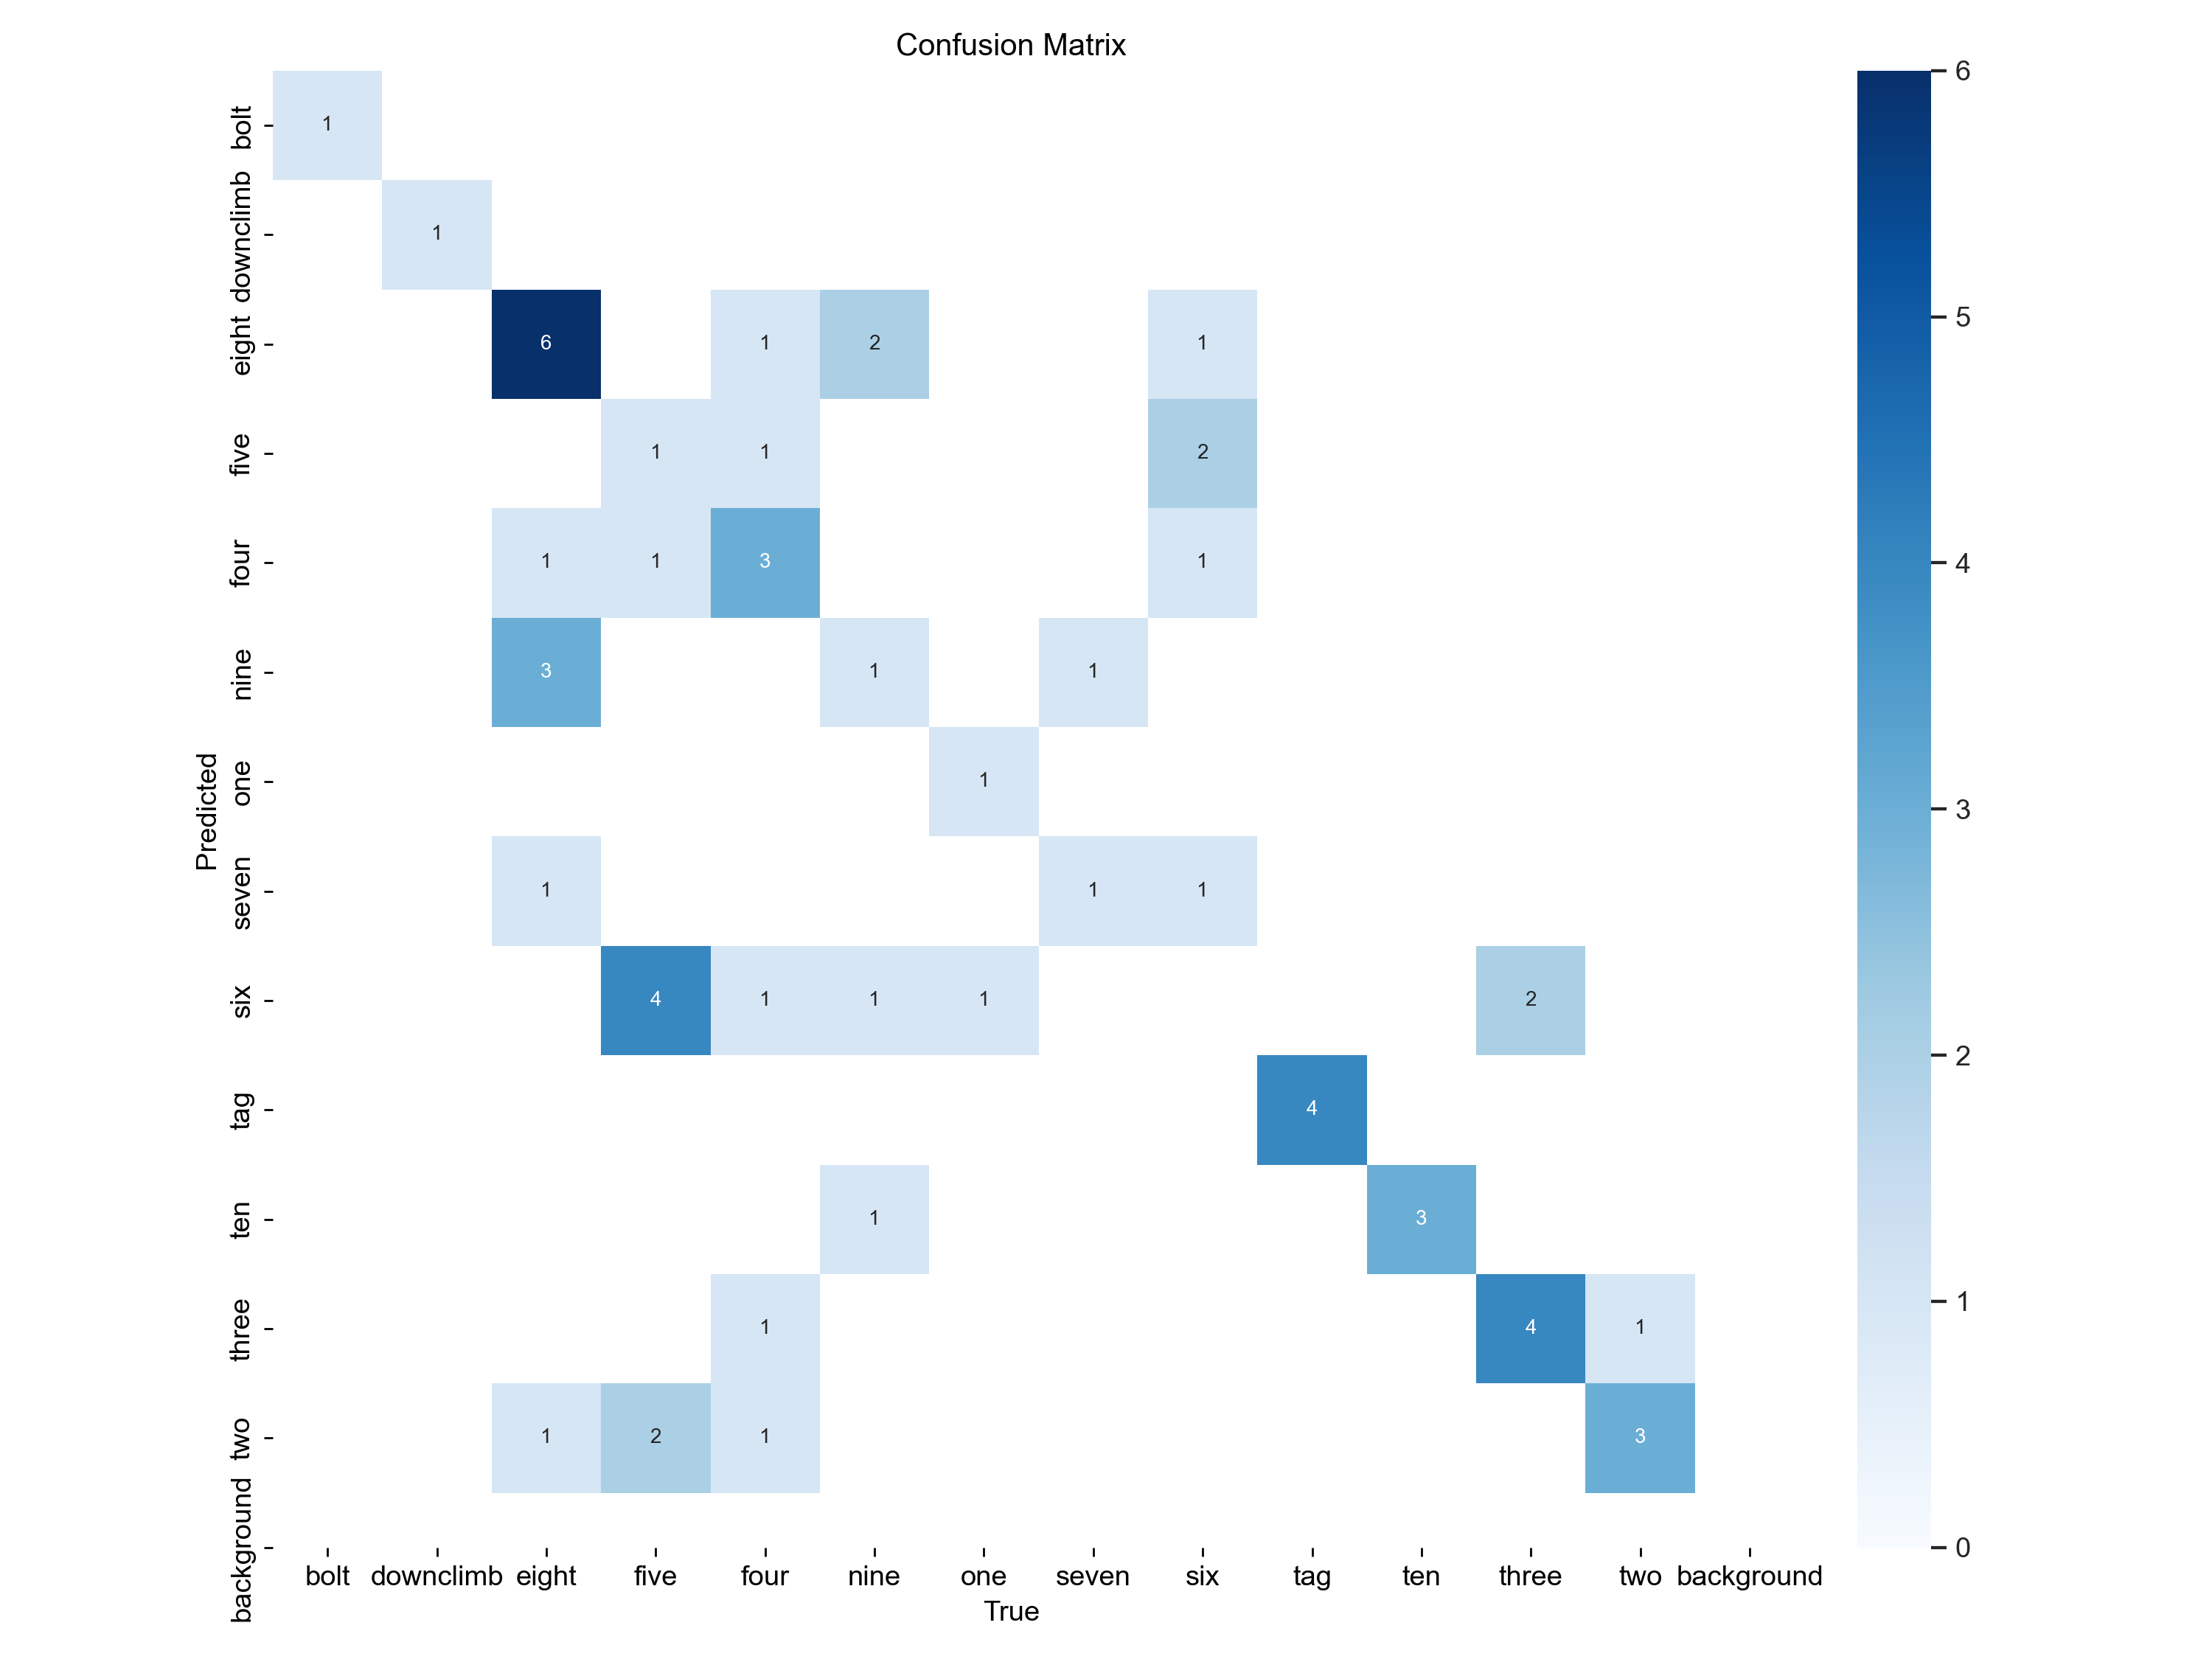 Confusion Matrix
bolt 1
downclimb 1
eight 6 1 2 1
five 1 1 2
four 1 1 3 1
nine 3 1 1
one 1
seven 1 1 1
six 4 1 1 1 2
tag 4
ten 1 3
three 1 4 1
two 1 2 1 3
background
Predicted
bolt downclimb eight five four nine one seven six tag ten three two background
True
6
5
4
3
2
1
0